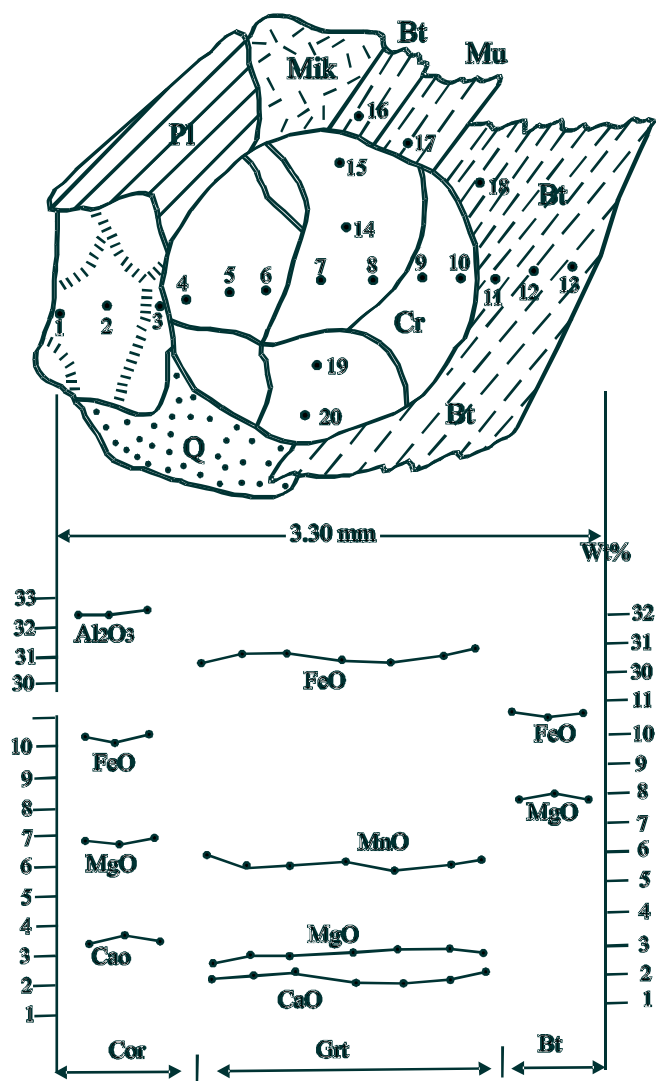 Bt
Mu
Mik
16
Pl
17
15
18
Bt
14
4 5 6 7 8 9 10
11 12 13
1 2 3
Cr
19
20
Bt
Q
3.30 mm
Wt%
33
32
31
30
10
9
8
7
6
5
4
3
2
1
Al2O3
FeO
MgO
Cao
FeO
MnO
MgO
CaO
FeO
MgO
32
31
30
11
10
9
8
7
6
5
4
3
2
1
Cor
Grt
Bt